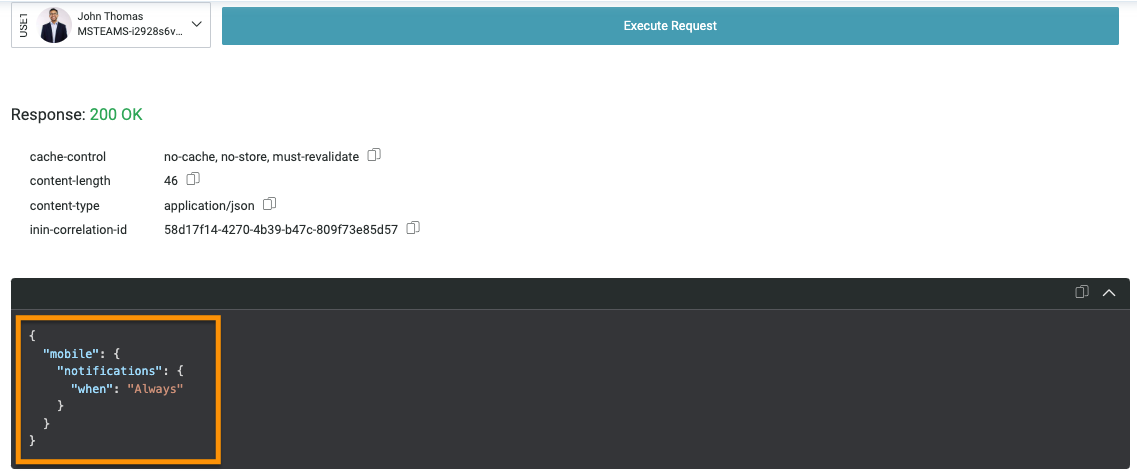 USE1
John Thomas
MSTEAMS-i2928s6v...
Execute Request
Response: 200 OK
cache-control no-cache, no-store, must-revalidate
content-length 46
content-type application/json
inin-correlation-id 58d17f14-4270-4b39-b47c-809f73e85d57
{
  "mobile": {
    "notifications": {
      "when": "Always"
    }
  }
}